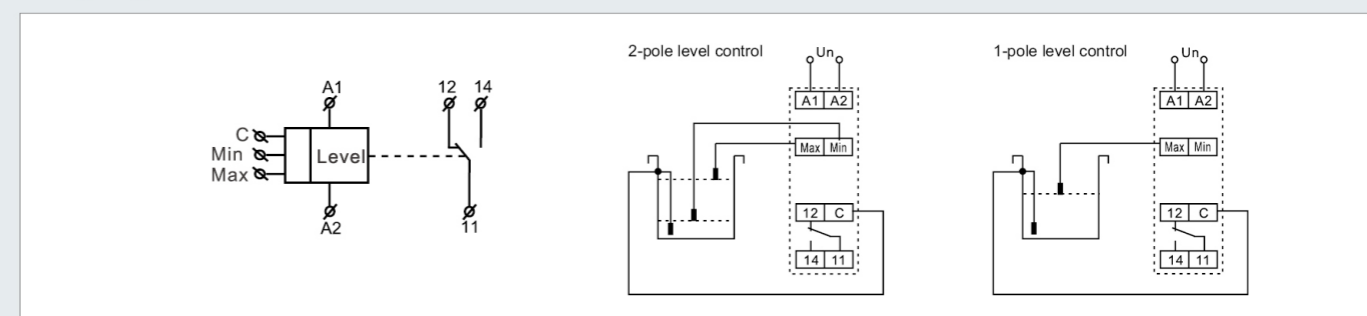 A1
12 14
C
Min
Max
Level
A2
11
2-pole level control
Un
A1 A2
Max Min
12 C
14 11
1-pole level control
Un
A1 A2
Max Min
12 C
14 11